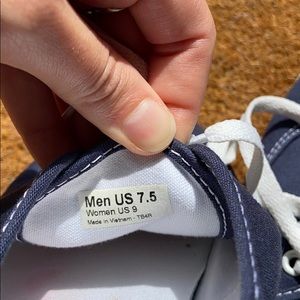 Men US 7.5
Women US 9
Made in Vietnam - TB4R